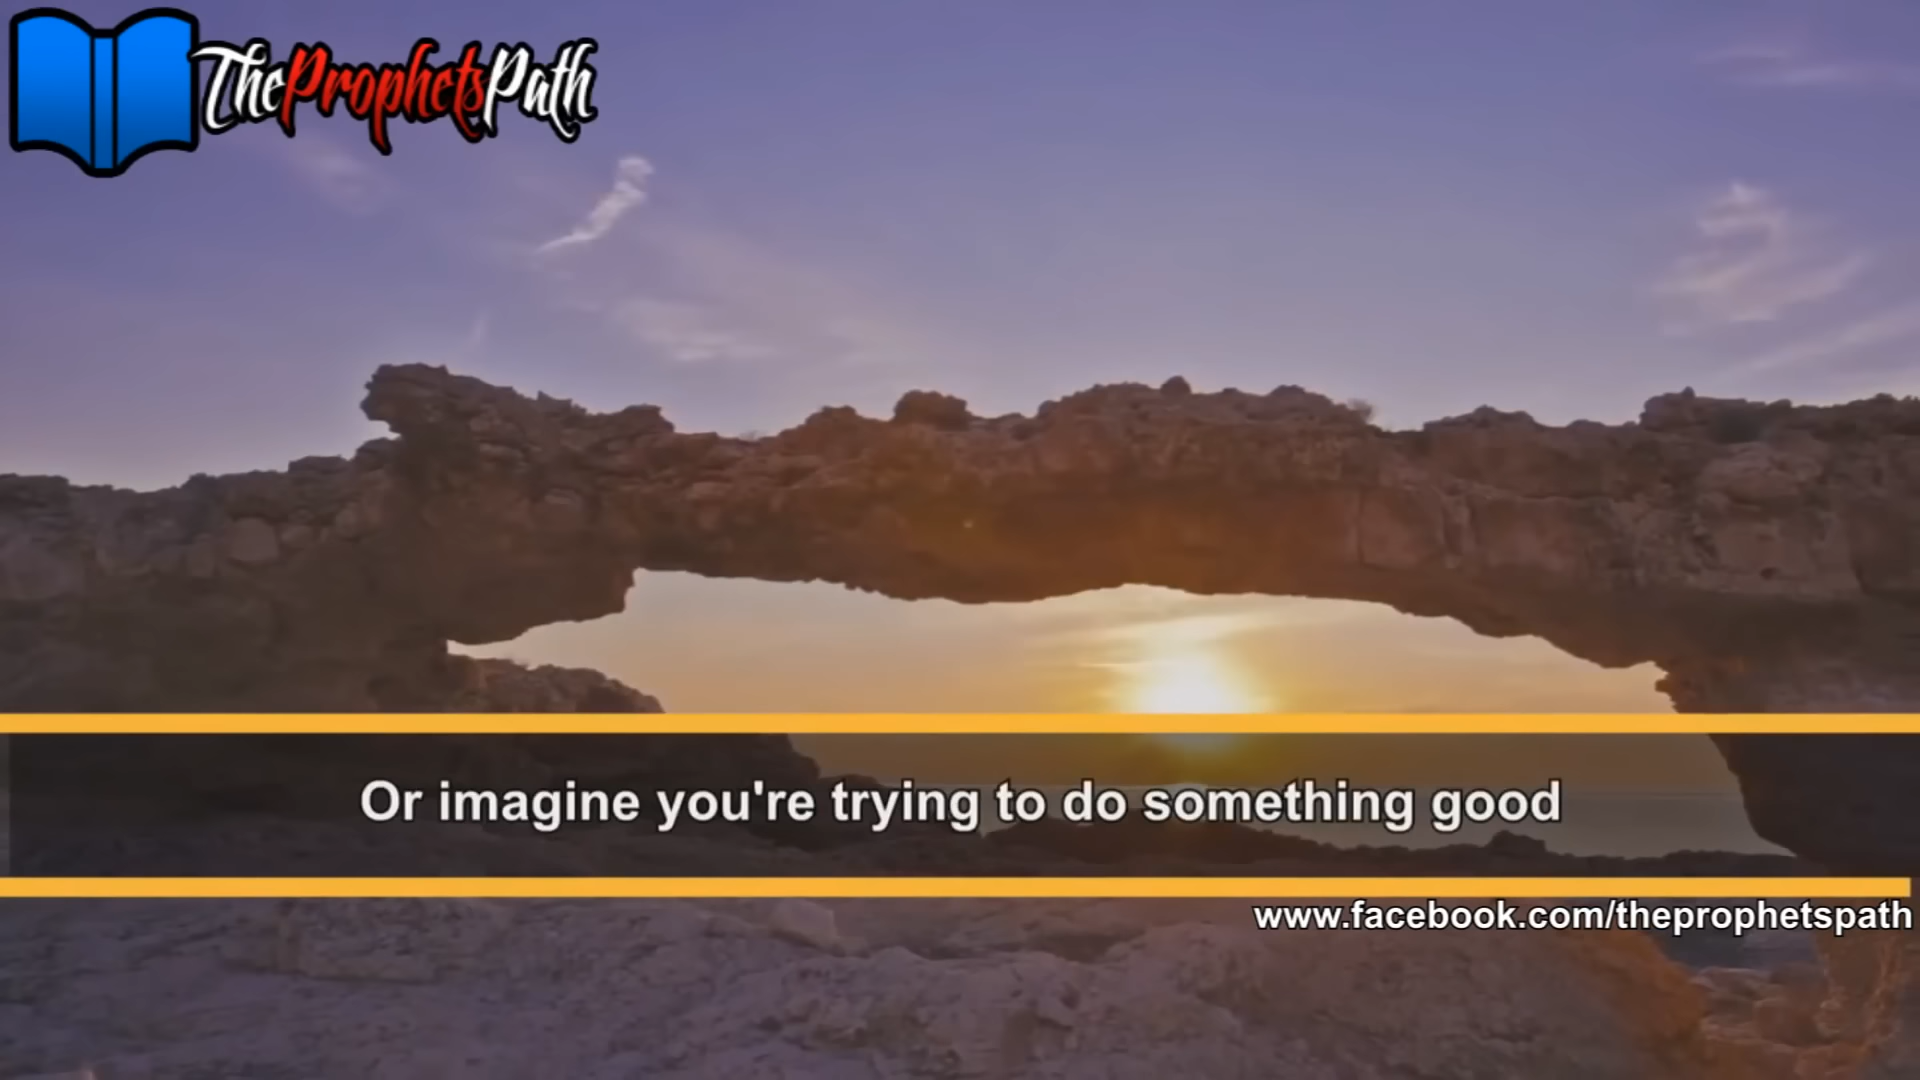 TheProphetsPath
Or imagine you're trying to do something good
www.facebook.com/theprophetspath